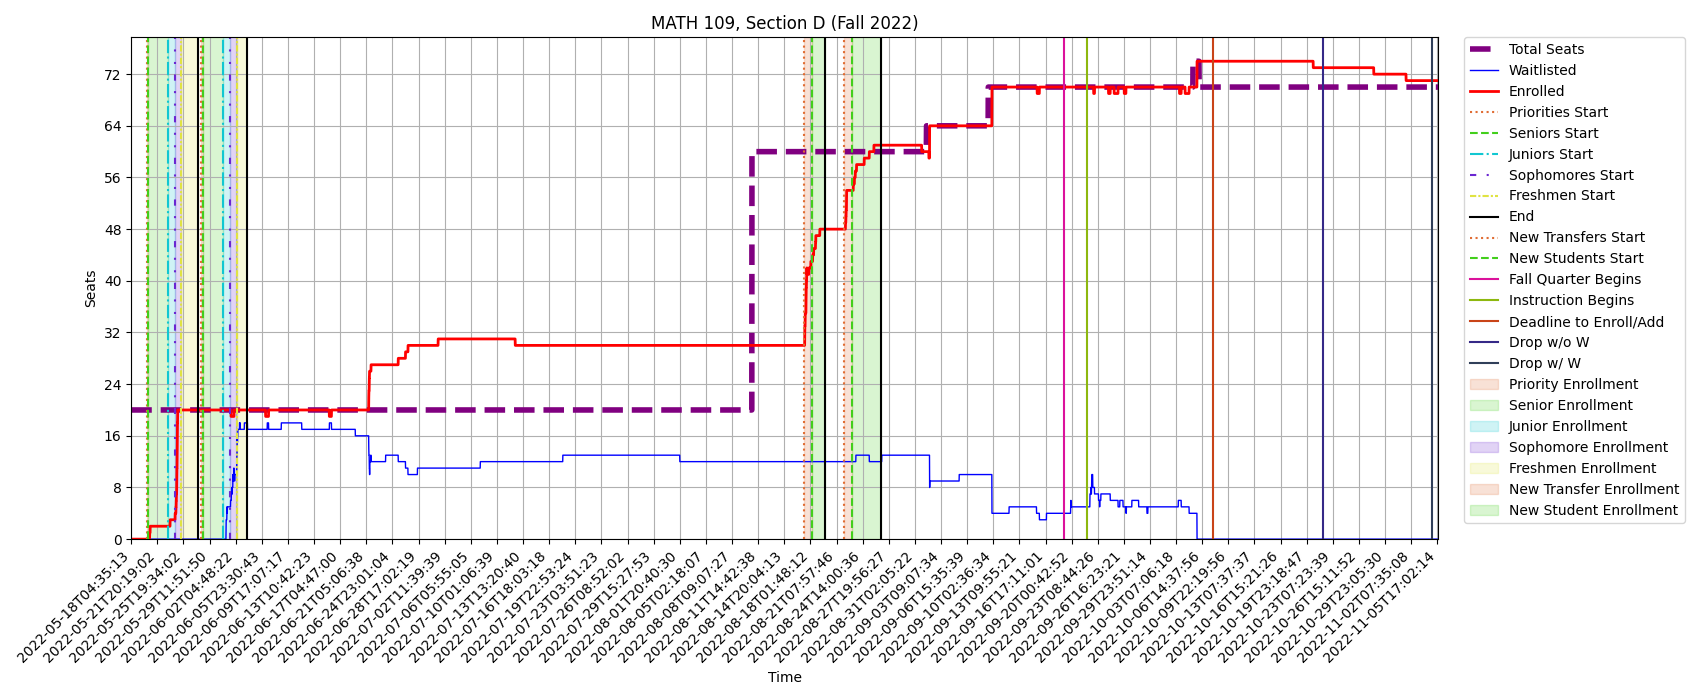 MATH 109, Section D (Fall 2022)
Seats
72
64
56
48
40
32
24
16
8
0
2022-05-18T04:35:13
2022-05-21T20:19:02
2022-05-25T19:34:02
2022-05-29T11:51:50
2022-06-02T04:48:22
2022-06-05T23:30:43
2022-06-09T17:07:17
2022-06-13T10:42:23
2022-06-17T04:47:00
2022-06-21T05:06:38
2022-06-24T23:01:04
2022-06-28T17:02:19
2022-07-02T11:39:39
2022-07-06T05:55:05
2022-07-10T01:06:39
2022-07-13T13:20:40
2022-07-16T18:03:18
2022-07-19T22:53:24
2022-07-23T03:51:23
2022-07-26T08:52:02
2022-07-29T15:27:53
2022-08-01T20:40:30
2022-08-05T02:18:07
2022-08-08T09:07:27
2022-08-11T14:42:38
2022-08-14T20:04:13
2022-08-18T01:48:12
2022-08-21T07:57:46
2022-08-24T14:00:36
2022-08-27T19:56:27
2022-08-31T02:05:22
2022-09-03T09:07:34
2022-09-06T15:35:39
2022-09-10T02:36:34
2022-09-13T09:55:21
2022-09-16T17:11:01
2022-09-20T00:42:52
2022-09-23T08:44:26
2022-09-26T16:23:21
2022-09-29T23:51:14
2022-10-03T07:06:18
2022-10-06T14:37:56
2022-10-09T22:19:56
2022-10-13T07:37:37
2022-10-16T15:21:26
2022-10-19T23:18:47
2022-10-23T07:23:39
2022-10-26T15:11:52
2022-10-29T23:05:30
2022-11-02T07:35:08
2022-11-05T17:02:14
Time
Total Seats
Waitlisted
Enrolled
Priorities Start
Seniors Start
Juniors Start
Sophomores Start
Freshmen Start
End
New Transfers Start
New Students Start
Fall Quarter Begins
Instruction Begins
Deadline to Enroll/Add
Drop w/o W
Drop w/ W
Priority Enrollment
Senior Enrollment
Junior Enrollment
Sophomore Enrollment
Freshmen Enrollment
New Transfer Enrollment
New Student Enrollment